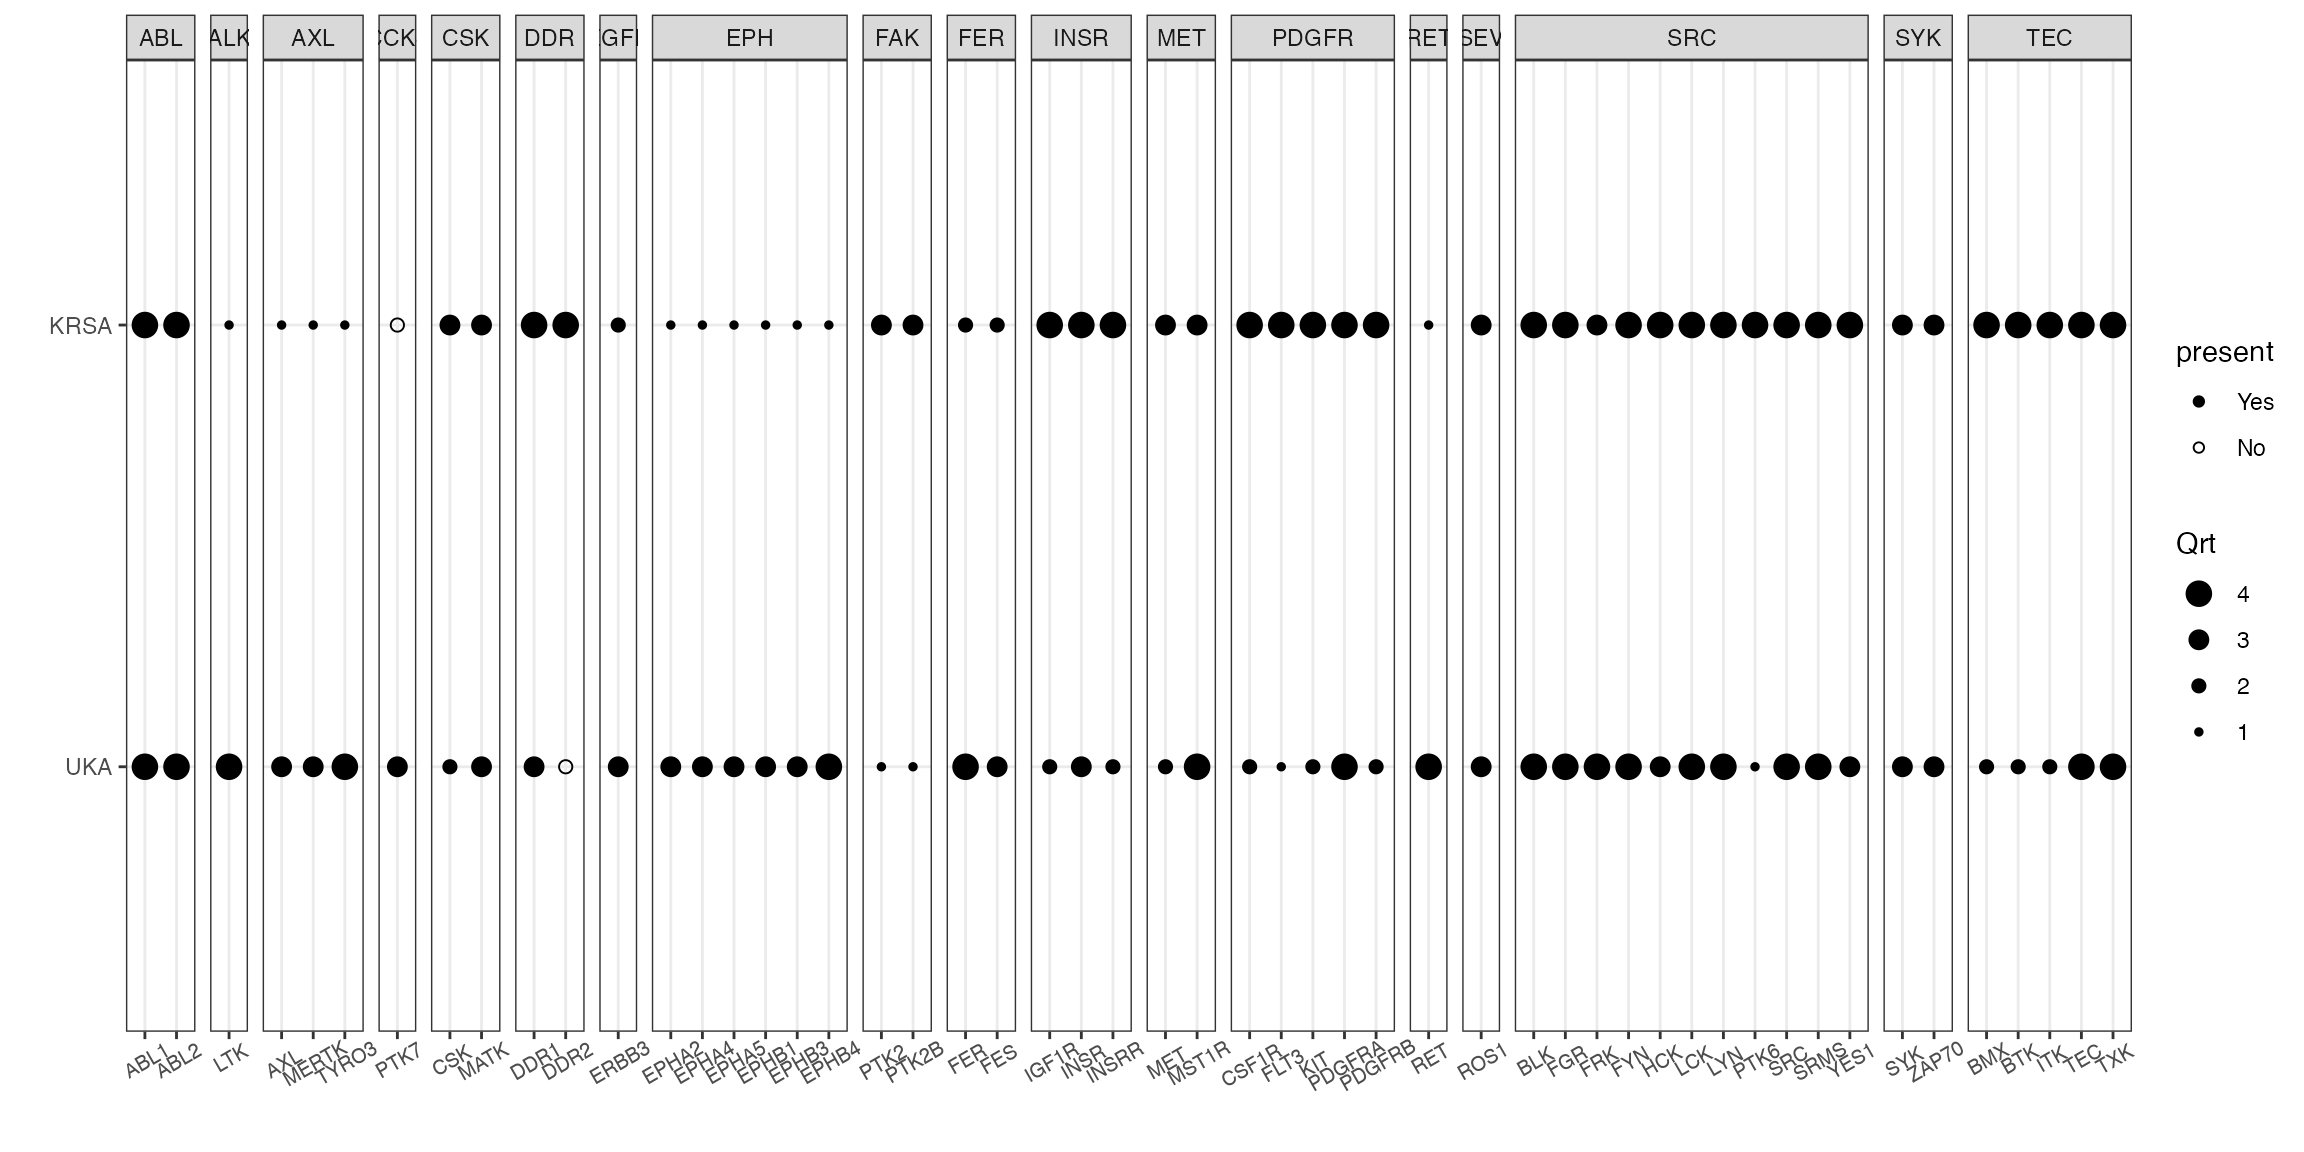 ABL ALK AXL CCK CSK DDR EGF EPH FAK FER INSR MET PDGFR RET SEV SRC SYK TEC
KRSA
UKA
ABL1 ABL2 LTK AXL MERTK TYRO3 PTK7 CSK MATK DDR1 DDR2 ERBB3 EPHA2 EPHA4 EPHA5 EPHB1 EPHB3 EPHB4 PTK2 PTK2B FER FES IGF1R INSR INSRR MET MST1R CSF1R FLT3 KIT PDGFRA PDGFRB RET ROS1 BLK FGR FRK FYN HCK LCK LYN PTK6 SRC SRMS YES1 SYK ZAP70 BMX BTK ITK TEC TXK
present
Yes
No
Qrt
4
3
2
1